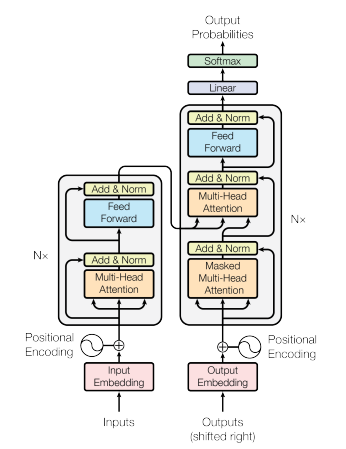 Output
Probabilities
Softmax
Linear
Add & Norm
Feed
Forward
Add & Norm
Multi-Head
Attention
Add & Norm
Masked
Multi-Head
Attention
Nx
Add & Norm
Feed
Forward
Add & Norm
Multi-Head
Attention
Nx
Positional
Encoding
Positional
Encoding
Input
Embedding
Output
Embedding
Inputs
Outputs
(shifted right)